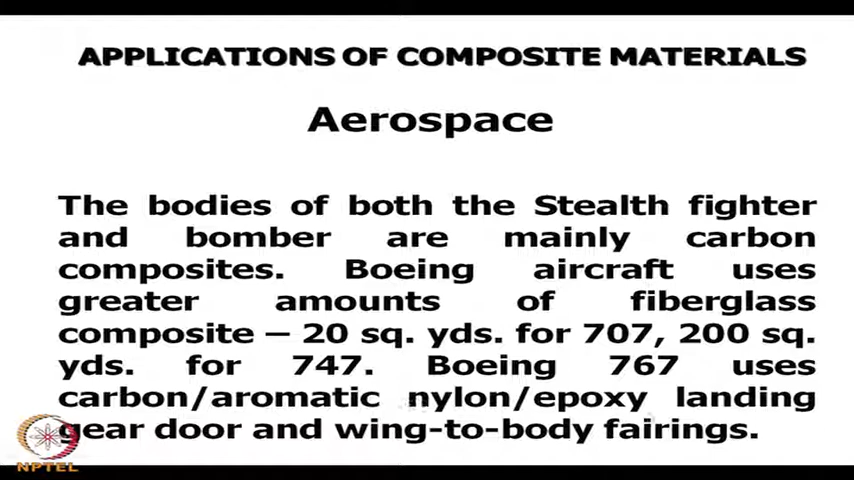 APPLICATIONS OF COMPOSITE MATERIALS
Aerospace
The bodies of both the Stealth fighter
and bomber are mainly carbon
composites. Boeing aircraft uses
greater amounts of fiberglass
composite – 20 sq. yds. for 707, 200 sq.
yds. for 747. Boeing 767 uses
carbon/aromatic nylon/epoxy landing
gear door and wing-to-body fairings.
NPTEL